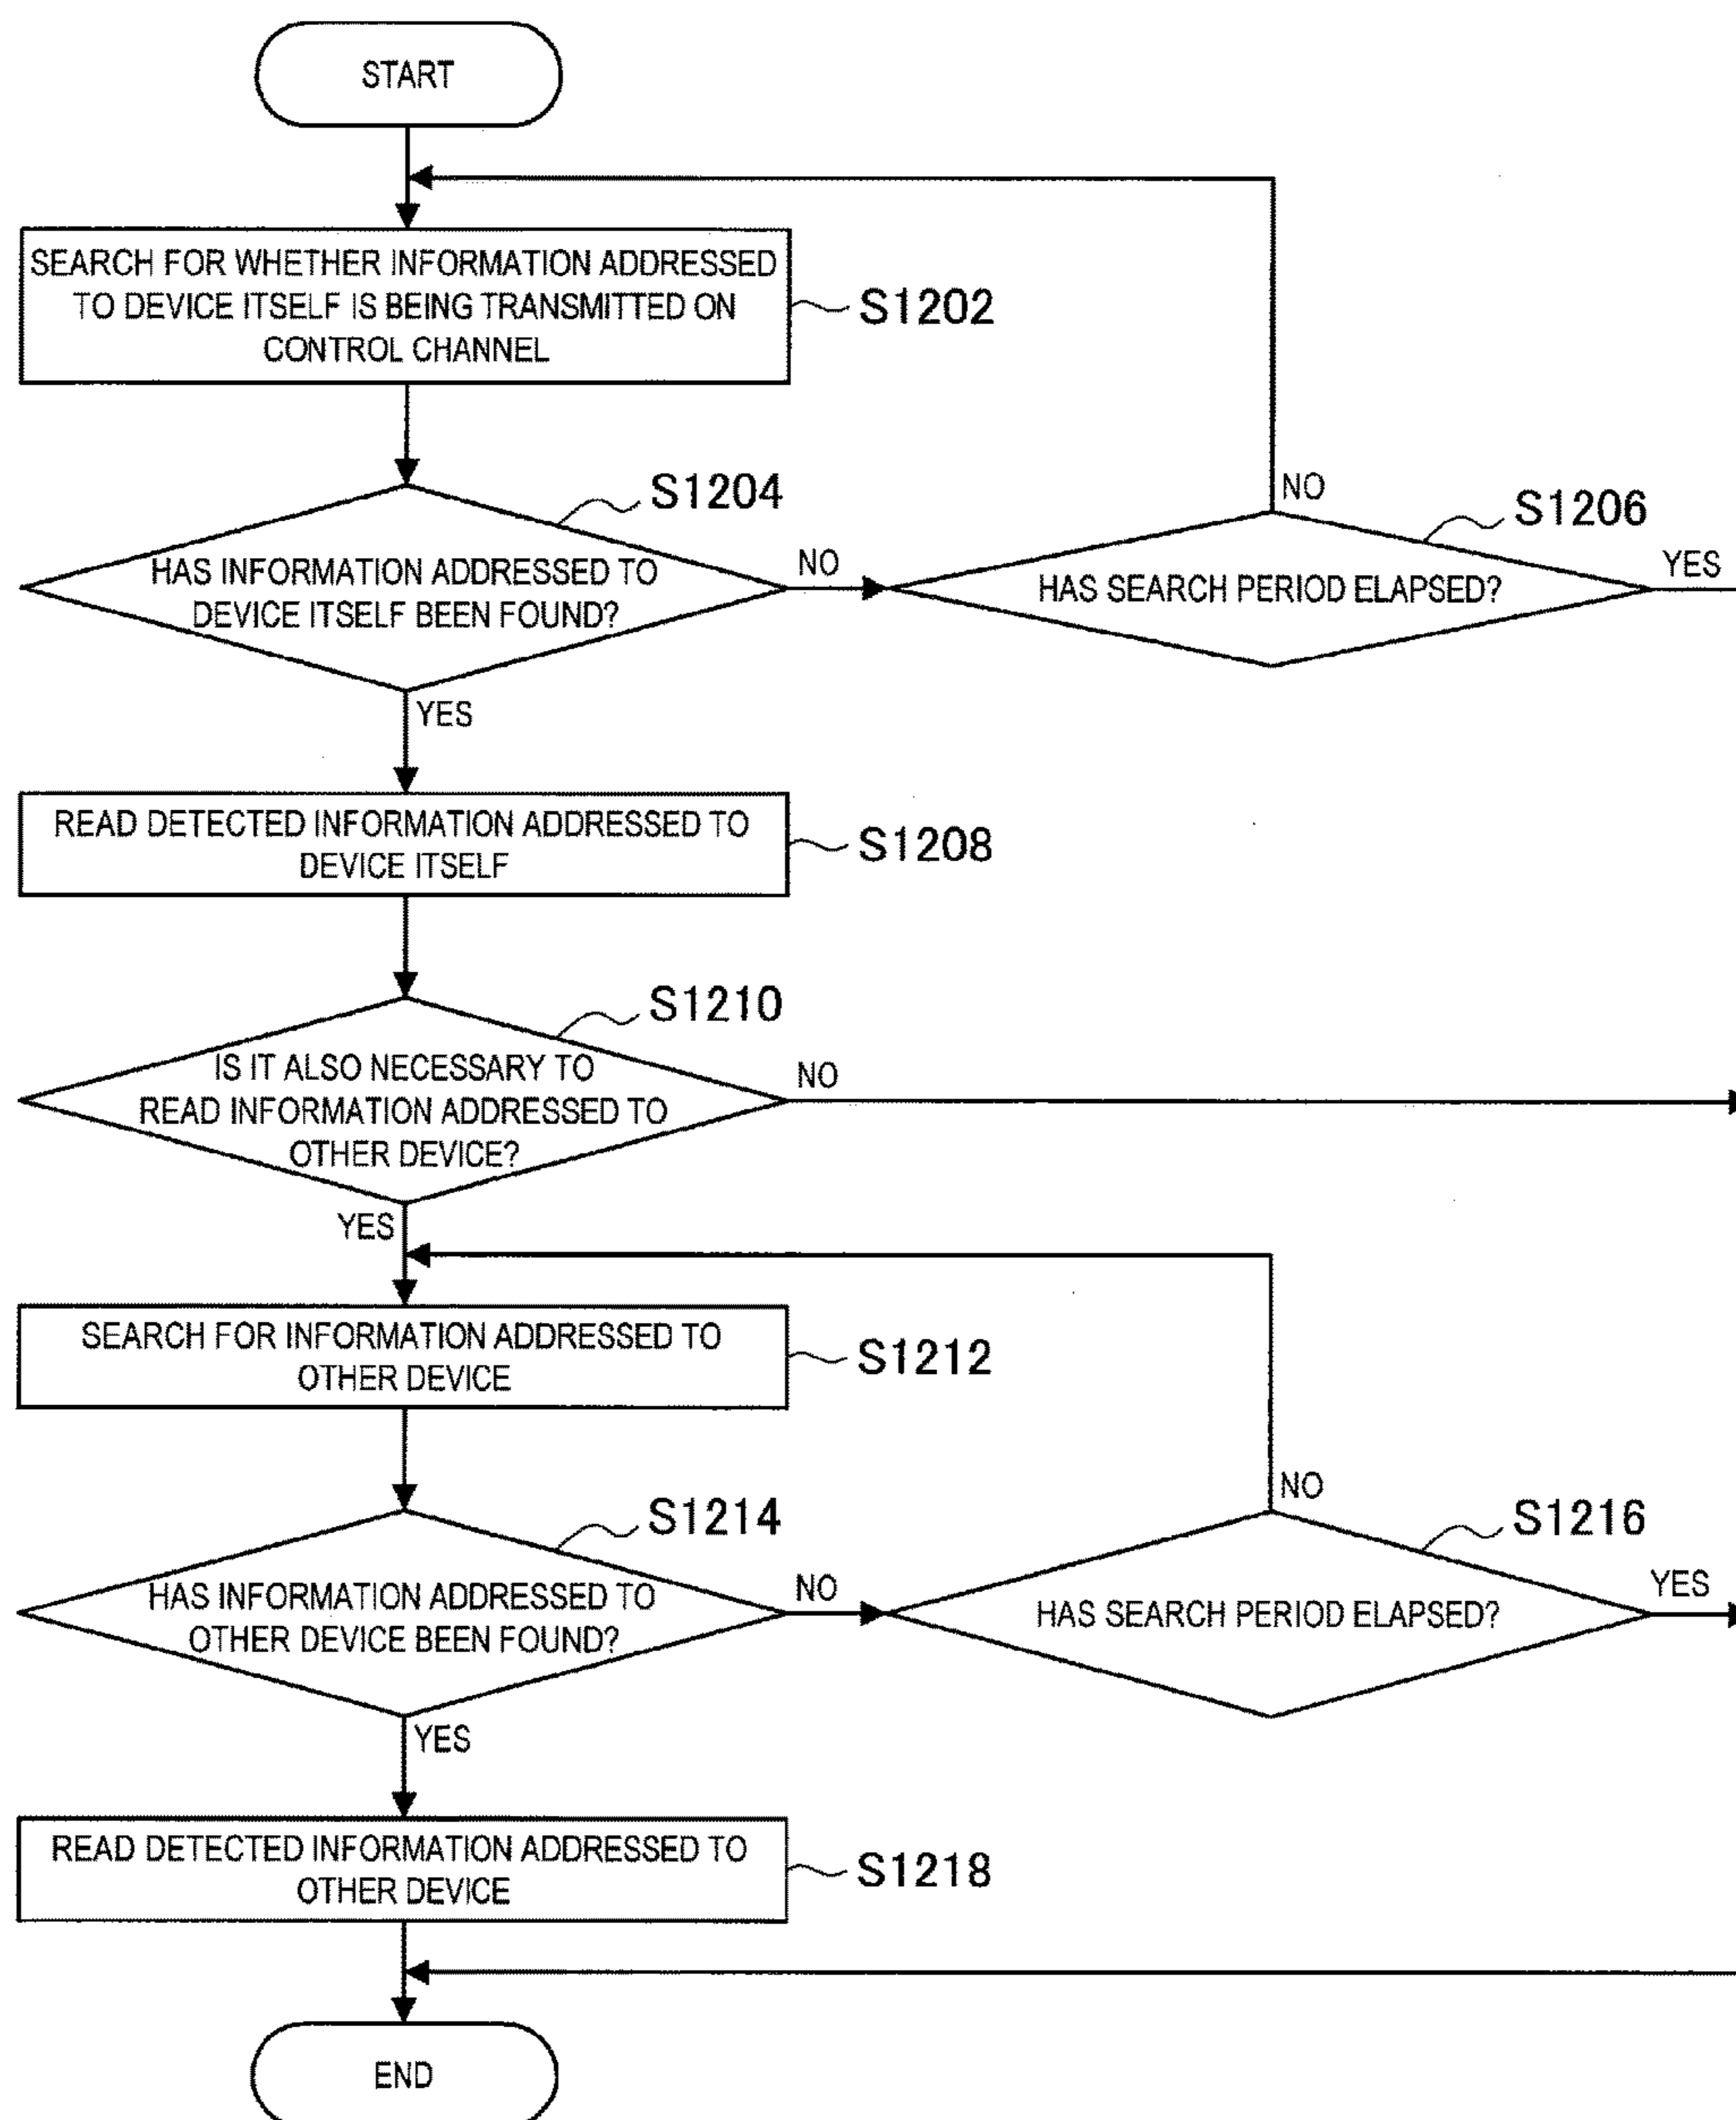 START
SEARCH FOR WHETHER INFORMATION ADDRESSED
TO DEVICE ITSELF IS BEING TRANSMITTED ON
CONTROL CHANNEL
S1202
S1204
HAS INFORMATION ADDRESSED TO
DEVICE ITSELF BEEN FOUND?
NO
NO
S1206
HAS SEARCH PERIOD ELAPSED?
YES
YES
READ DETECTED INFORMATION ADDRESSED TO
DEVICE ITSELF
S1208
S1210
IS IT ALSO NECESSARY TO
READ INFORMATION ADDRESSED TO
OTHER DEVICE?
NO
YES
SEARCH FOR INFORMATION ADDRESSED TO
OTHER DEVICE
S1212
S1214
HAS INFORMATION ADDRESSED TO
OTHER DEVICE BEEN FOUND?
NO
NO
S1216
HAS SEARCH PERIOD ELAPSED?
YES
YES
READ DETECTED INFORMATION ADDRESSED TO
OTHER DEVICE
S1218
END